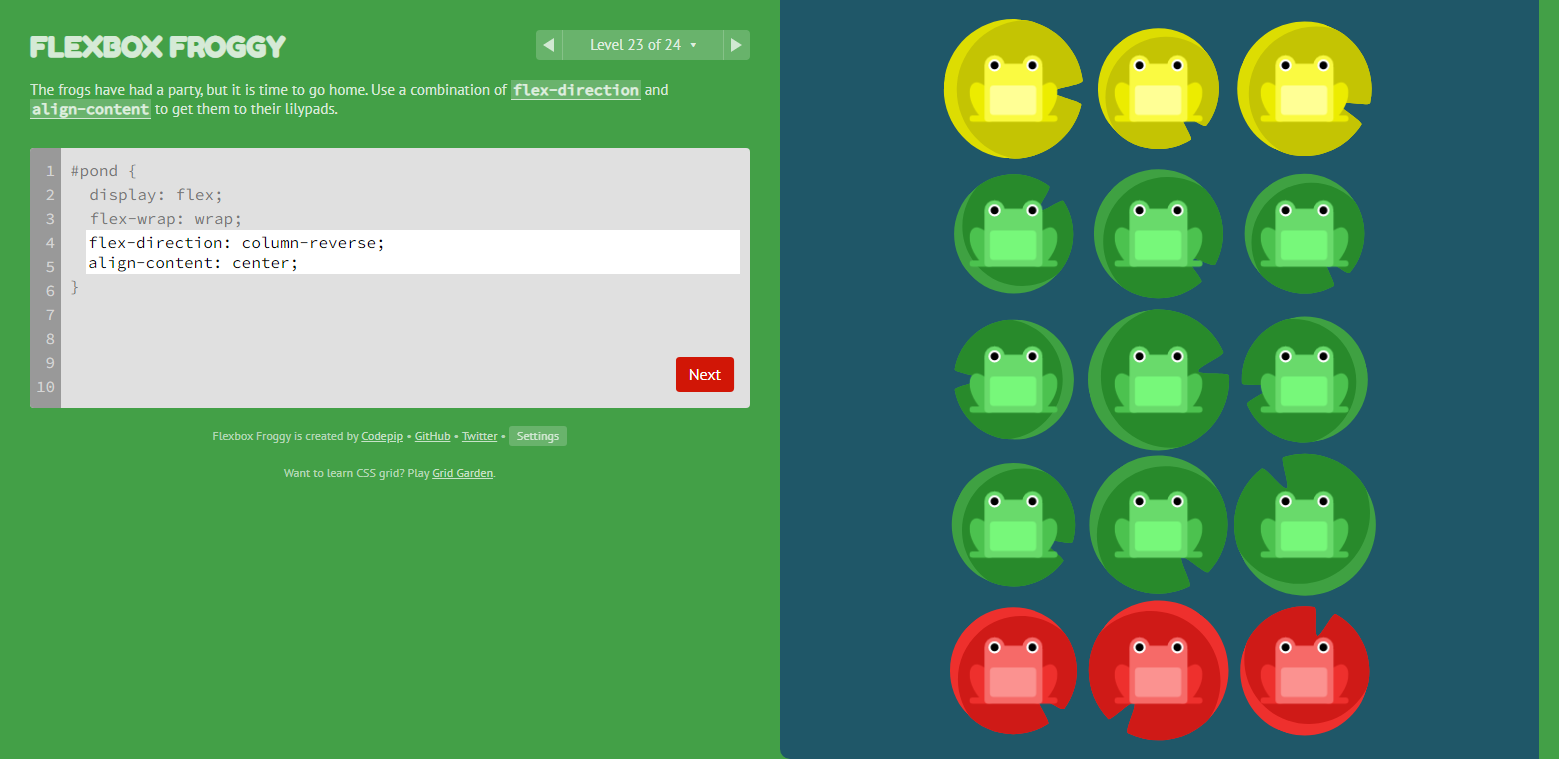 FLEXBOX FROGGY
◀ Level 23 of 24 ▼ ▶
The frogs have had a party, but it is time to go home. Use a combination of flex-direction and
align-content to get them to their lilypads.
1 #pond {
2 display: flex;
3 flex-wrap: wrap;
4 flex-direction: column-reverse;
5 align-content: center;
6 }
7
8
9
10
Next
Flexbox Froggy is created by Codepip • GitHub • Twitter • Settings
Want to learn CSS grid? Play Grid Garden.